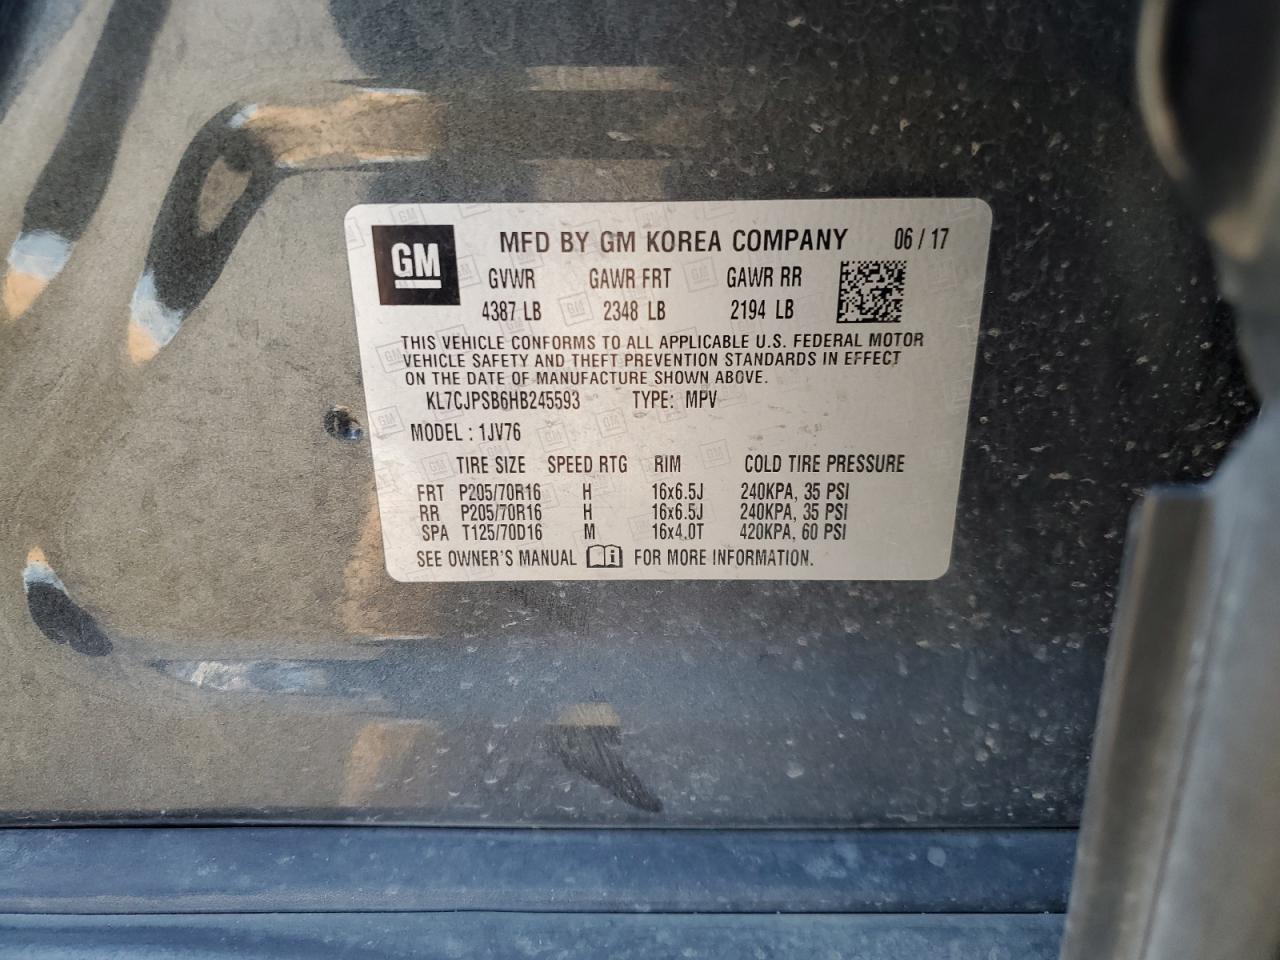 GM MFD BY GM KOREA COMPANY 06 / 17
GVWR GAWR FRT GAWR RR
4387 LB 2348 LB 2194 LB
THIS VEHICLE CONFORMS TO ALL APPLICABLE U.S. FEDERAL MOTOR
VEHICLE SAFETY AND THEFT PREVENTION STANDARDS IN EFFECT
ON THE DATE OF MANUFACTURE SHOWN ABOVE.
KL7CJPSB6HB245593 TYPE: MPV
MODEL : 1JV76
TIRE SIZE SPEED RTG RIM COLD TIRE PRESSURE
FRT P205/70R16 H 16x6.5J 240KPA, 35 PSI
RR P205/70R16 H 16x6.5J 240KPA, 35 PSI
SPA T125/70D16 M 16x4.0T 420KPA, 60 PSI
SEE OWNER'S MANUAL i FOR MORE INFORMATION.